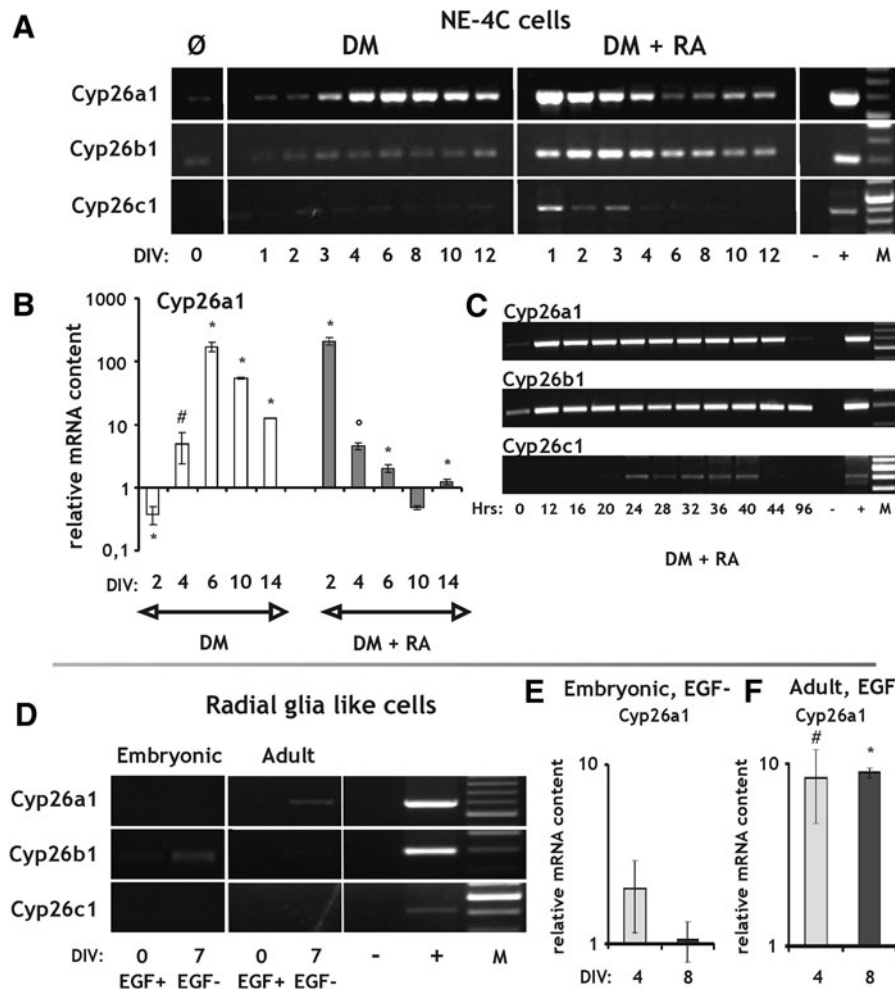 A
NE-4C cells
Ø DM DM + RA
Cyp26a1
Cyp26b1
Cyp26c1
DIV: 0 1 2 3 4 6 8 10 12 1 2 3 4 6 8 10 12 - + M
B
Cyp26a1
relative mRNA content
1000
100
10
1
0,1
* # * * * * ° * *
DIV: 2 4 6 10 14 2 4 6 10 14
DM DM + RA
C
Cyp26a1
Cyp26b1
Cyp26c1
Hrs: 0 12 16 20 24 28 32 36 40 44 96 - + M
DM + RA
D
Radial glia like cells
Embryonic Adult
Cyp26a1
Cyp26b1
Cyp26c1
DIV: 0 7 0 7 - + M
EGF+ EGF- EGF+ EGF-
E
Embryonic, EGF-
Cyp26a1
relative mRNA content
10
1
DIV: 4 8
F
Adult, EGF
Cyp26a1
# *
relative mRNA content
10
1
4 8